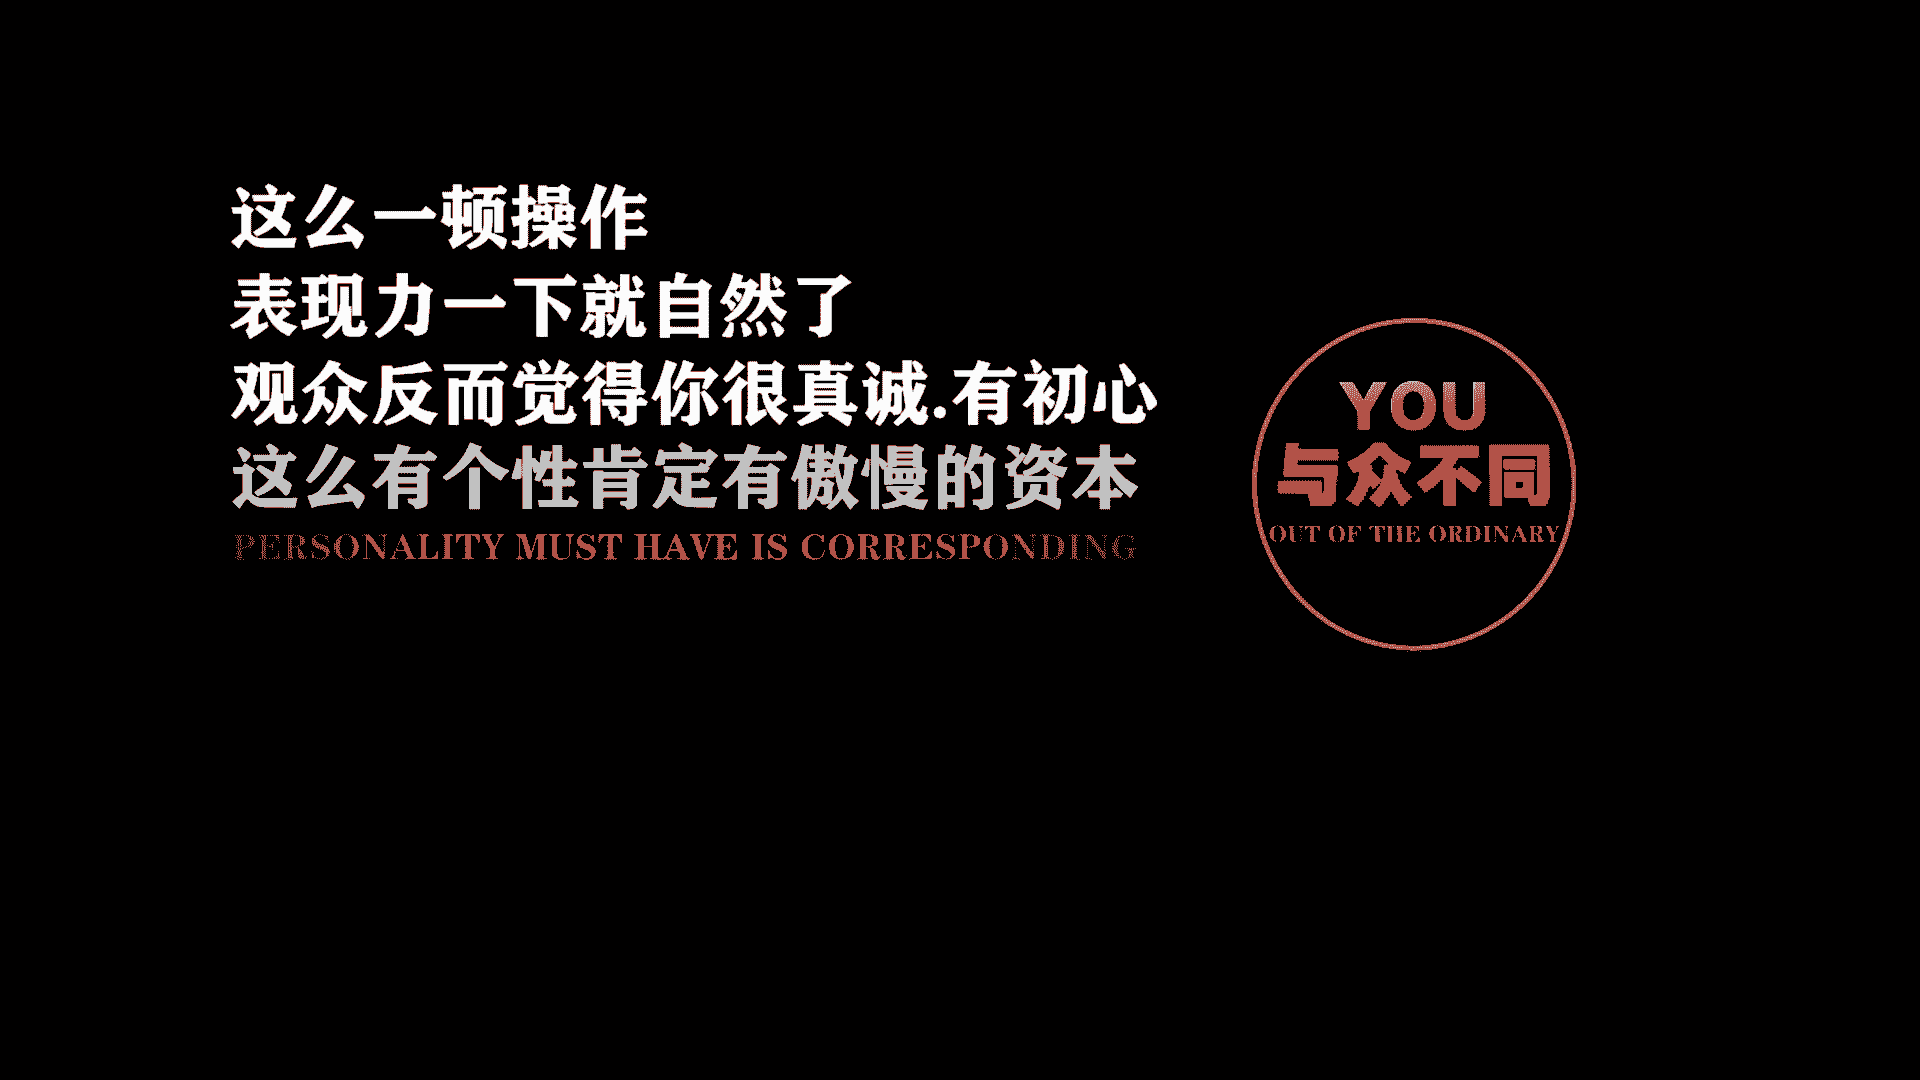 这么一顿操作
表现力一下就自然了
观众反而觉得你很真诚.有初心
这么有个性肯定有傲慢的资本
PERSONALITY MUST HAVE IS CORRESPONDING
YOU
与众不同
OUT OF THE ORDINARY